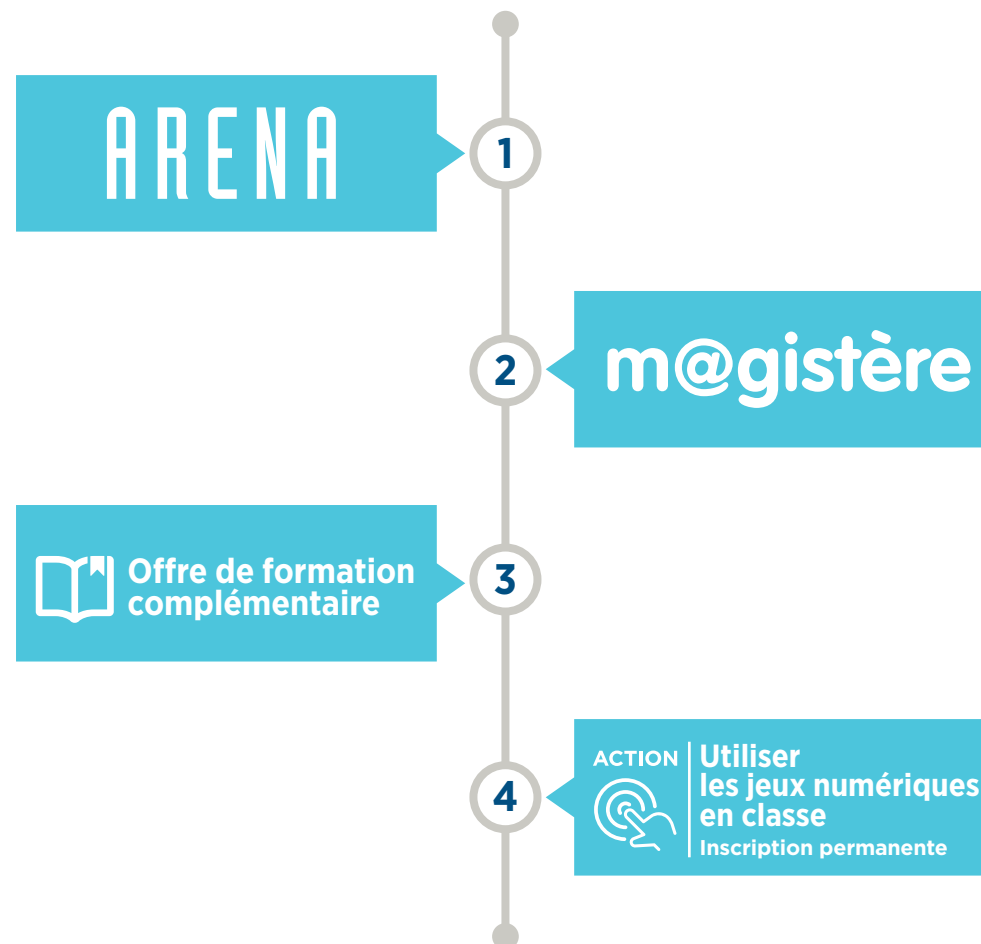 ARENA
1
2
m@gistère
Offre de formation
complémentaire
3
4
ACTION
Utiliser
les jeux numériques
en classe
Inscription permanente